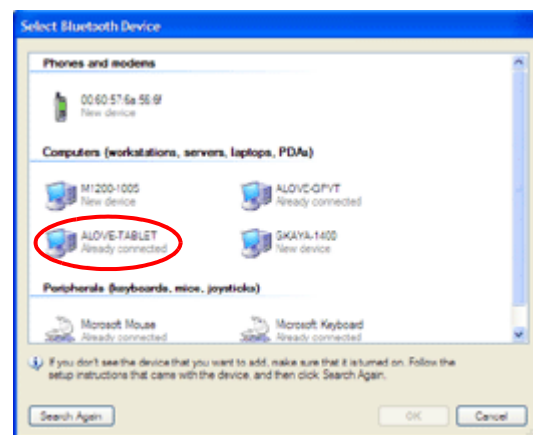 Select Bluetooth Device
Phones and modems
00:60:57:6a:56:6f
New device
Computers (workstations, servers, laptops, PDAs)
M1200-1005
New device
ALOVE-GPVT
Already connected
ALOVE-TABLET
Already connected
SKAYA-1400
New device
Peripherals (keyboards, mice, joysticks)
Microsoft Mouse
Already connected
Microsoft Keyboard
Already connected
If you don't see the device that you want to add, make sure that it is turned on. Follow the
setup instructions that came with the device, and then click Search Again.
Search Again
OK
Cancel